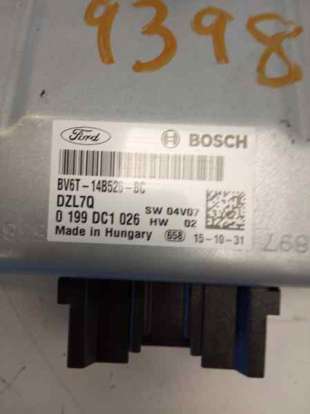 9398
Ford
BOSCH
BV6T-14B526-BC
DZL7Q
0 199 DC1 026
SW 04V07
HW 02
Made in Hungary
658
15-10-31